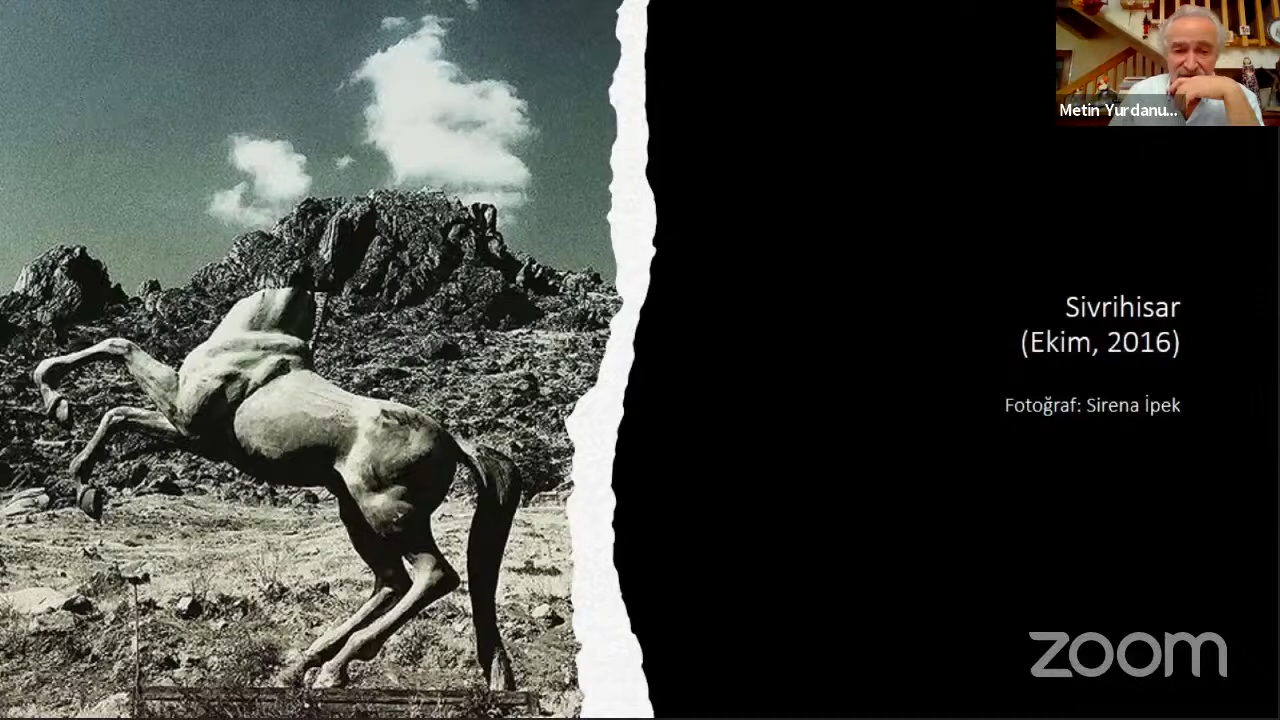 Metin Yurdanu...
Sivrihisar
(Ekim, 2016)
Fotoğraf: Sirena İpek
zoom